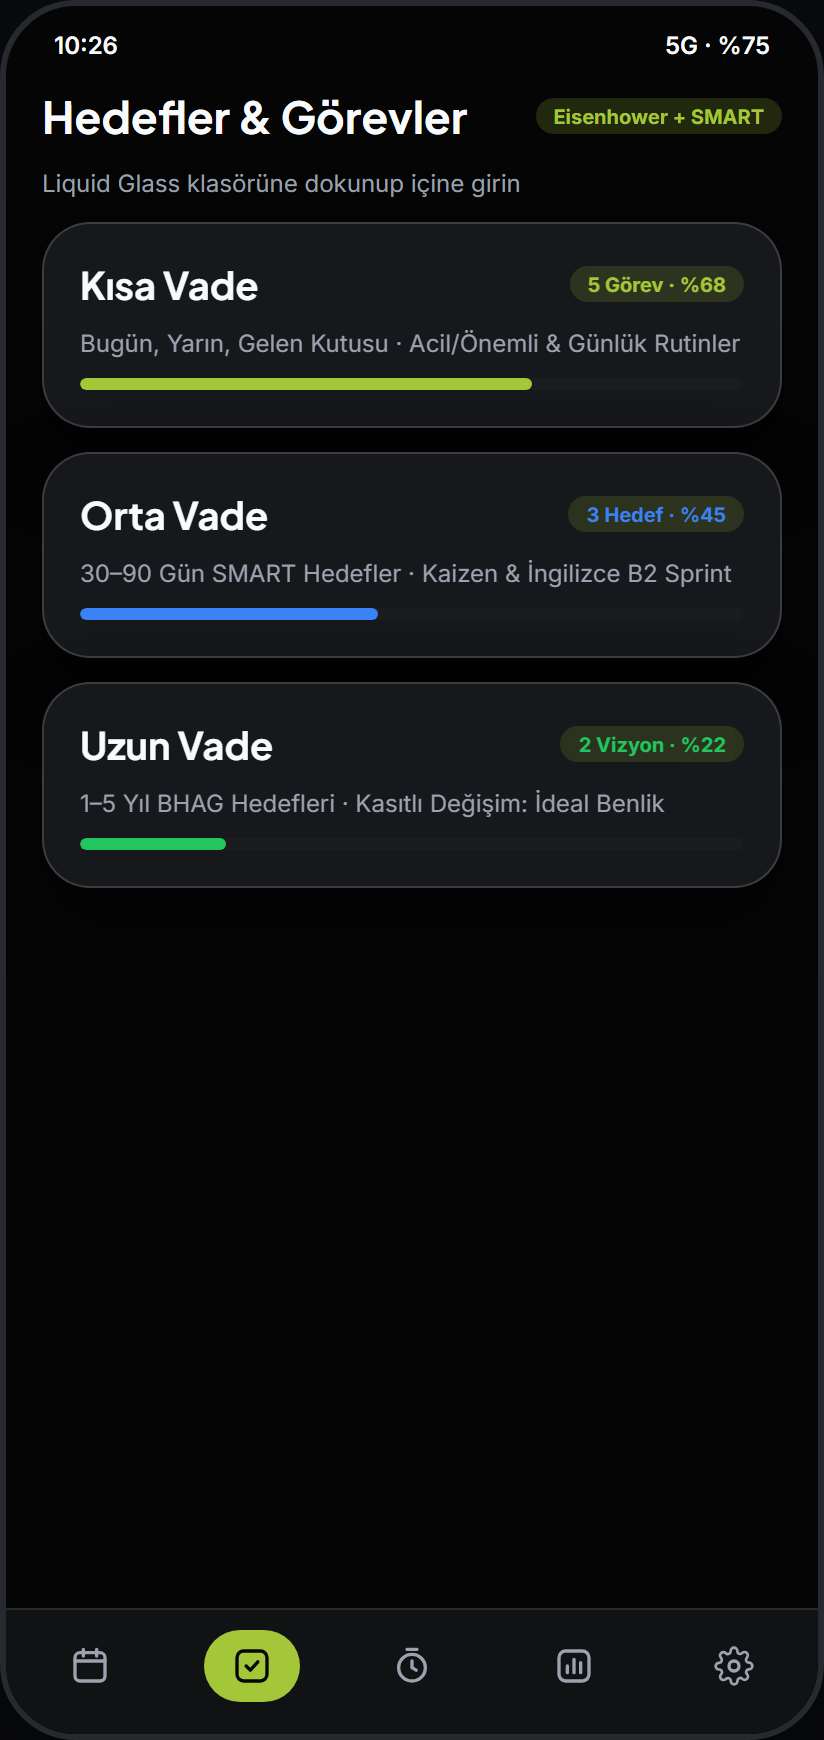 10:26
5G · %75
Hedefler & Görevler
Eisenhower + SMART
Liquid Glass klasörüne dokunup içine girin
Kısa Vade
5 Görev · %68
Bugün, Yarın, Gelen Kutusu · Acil/Önemli & Günlük Rutinler
Orta Vade
3 Hedef · %45
30–90 Gün SMART Hedefler · Kaizen & İngilizce B2 Sprint
Uzun Vade
2 Vizyon · %22
1–5 Yıl BHAG Hedefleri · Kasıtlı Değişim: İdeal Benlik